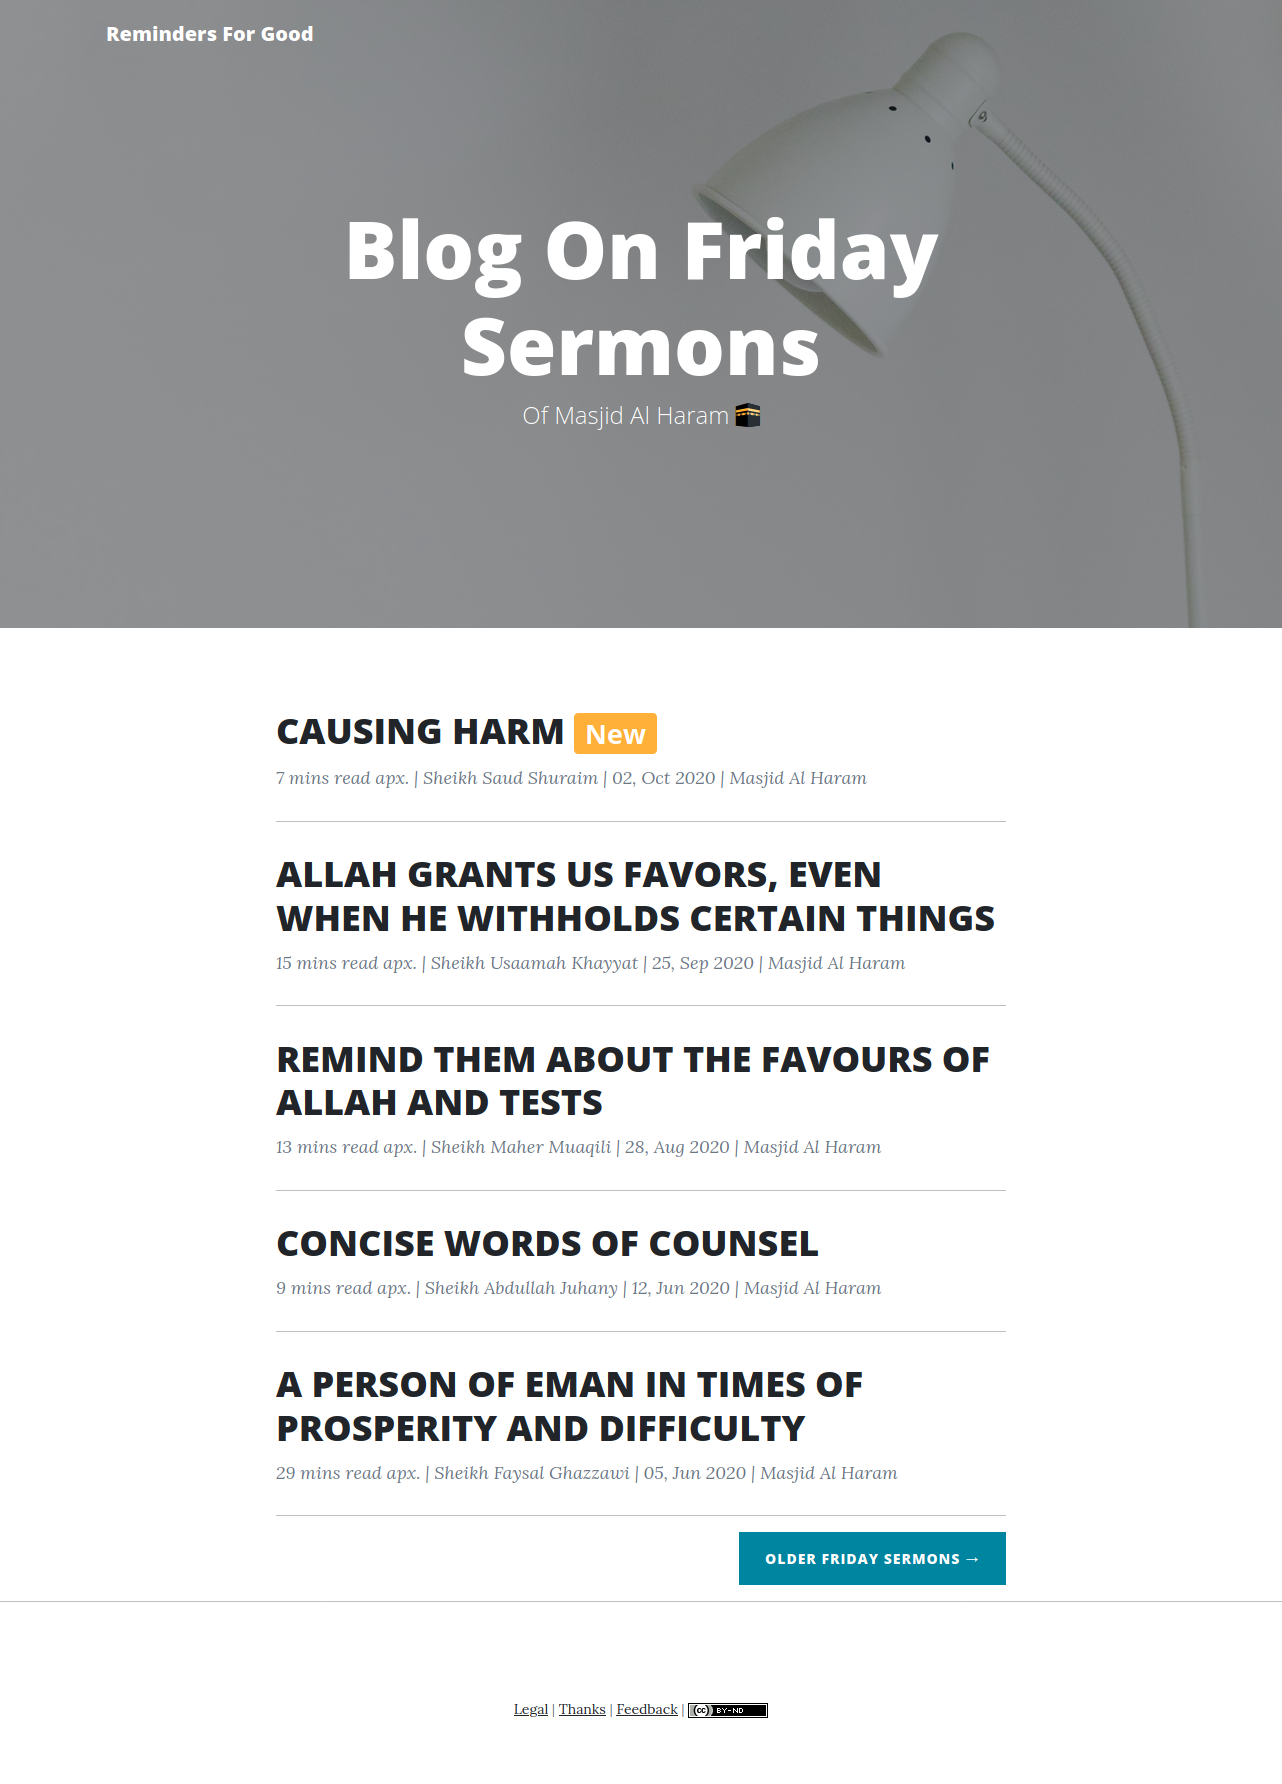 Reminders For Good
Blog On Friday
Sermons
Of Masjid Al Haram 🕋
CAUSING HARM New
7 mins read apx. | Sheikh Saud Shuraim | 02, Oct 2020 | Masjid Al Haram
ALLAH GRANTS US FAVORS, EVEN
WHEN HE WITHHOLDS CERTAIN THINGS
15 mins read apx. | Sheikh Usaamah Khayyat | 25, Sep 2020 | Masjid Al Haram
REMIND THEM ABOUT THE FAVOURS OF
ALLAH AND TESTS
13 mins read apx. | Sheikh Maher Muaqili | 28, Aug 2020 | Masjid Al Haram
CONCISE WORDS OF COUNSEL
9 mins read apx. | Sheikh Abdullah Juhany | 12, Jun 2020 | Masjid Al Haram
A PERSON OF EMAN IN TIMES OF
PROSPERITY AND DIFFICULTY
29 mins read apx. | Sheikh Faysal Ghazzawi | 05, Jun 2020 | Masjid Al Haram
OLDER FRIDAY SERMONS →
Legal | Thanks | Feedback | cc BY-ND